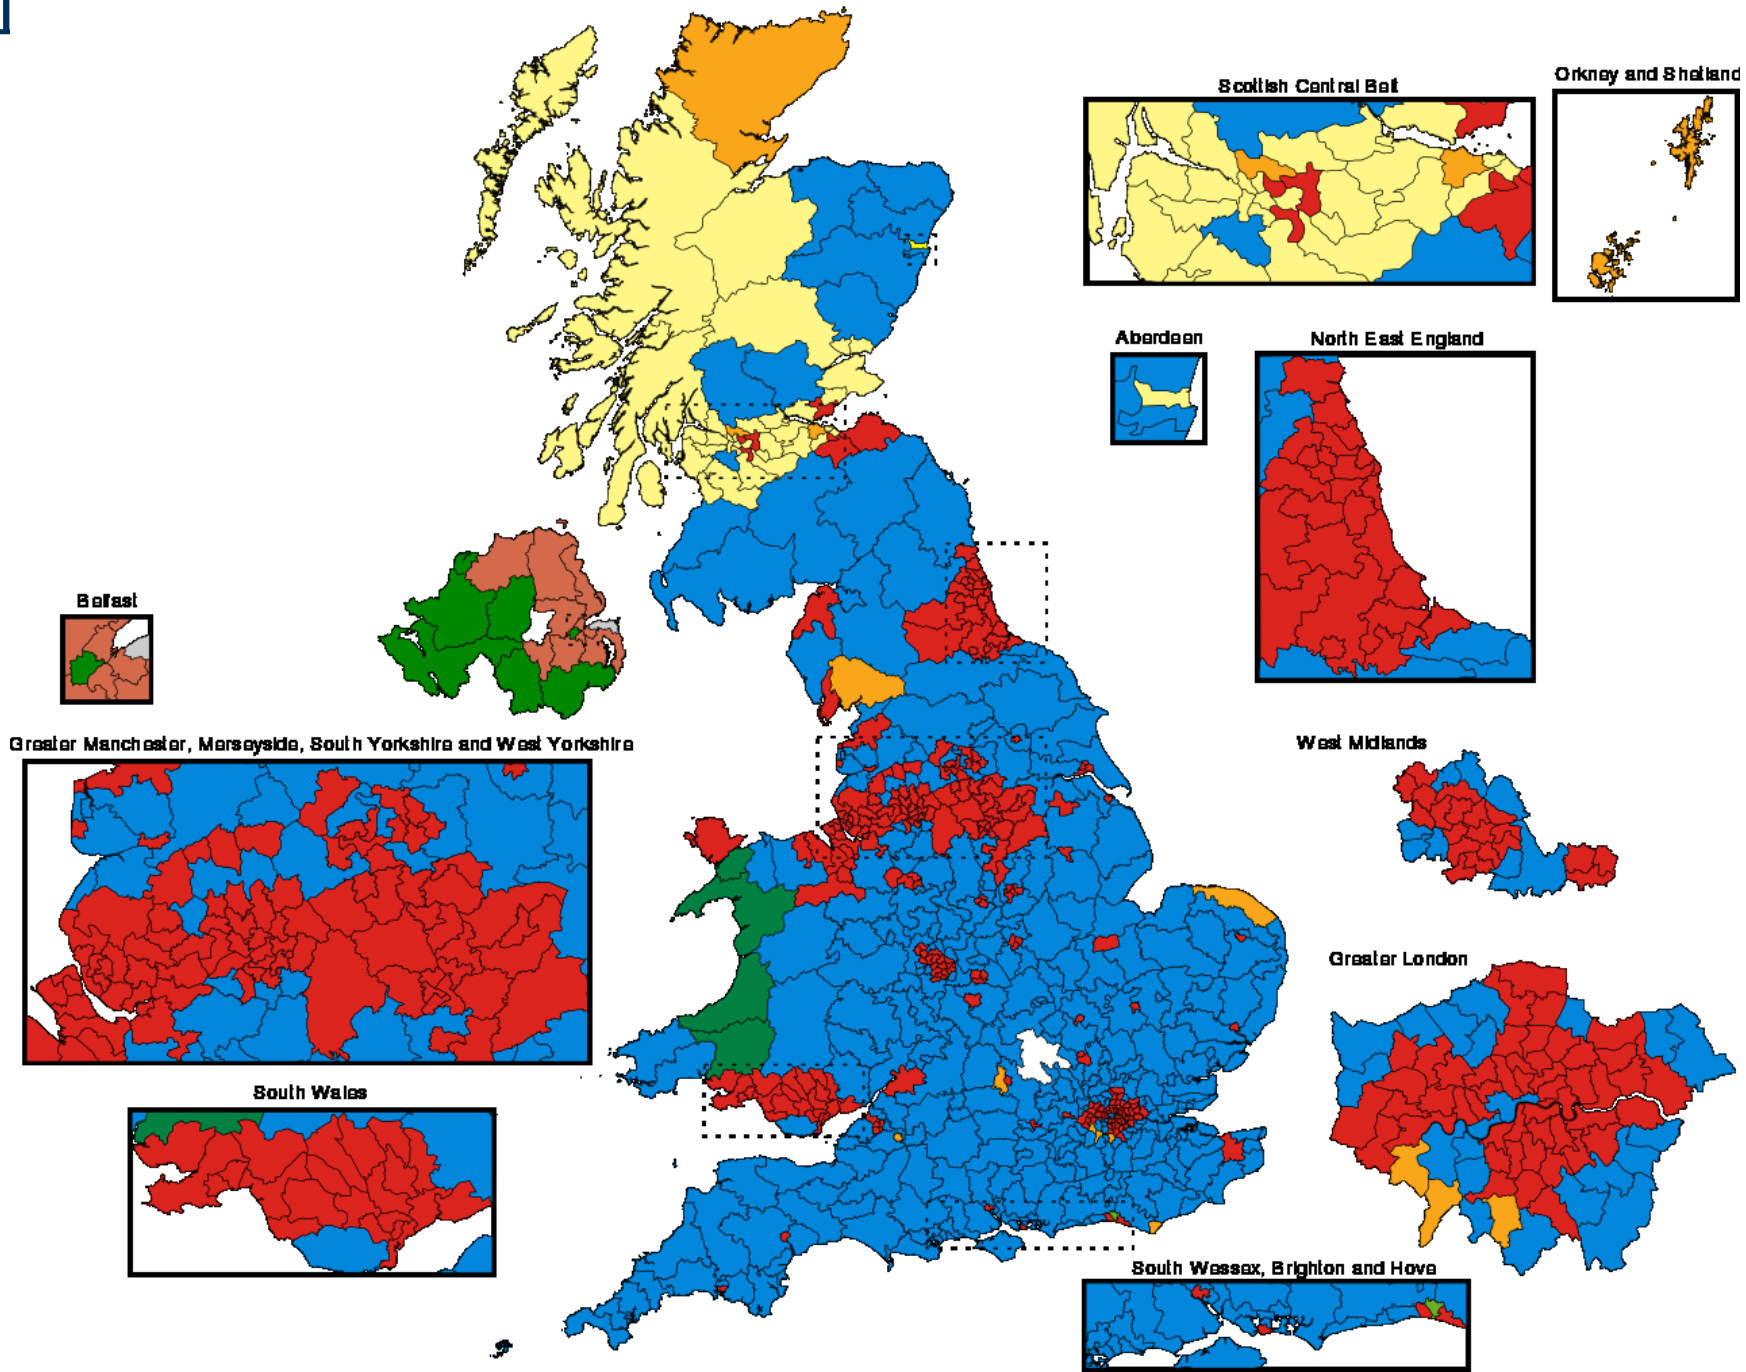 Scottish Central Belt
Orkney and Shetland
Aberdeen
North East England
Belfast
Greater Manchester, Merseyside, South Yorkshire and West Yorkshire
West Midlands
Greater London
South Wales
South Wessex, Brighton and Hove